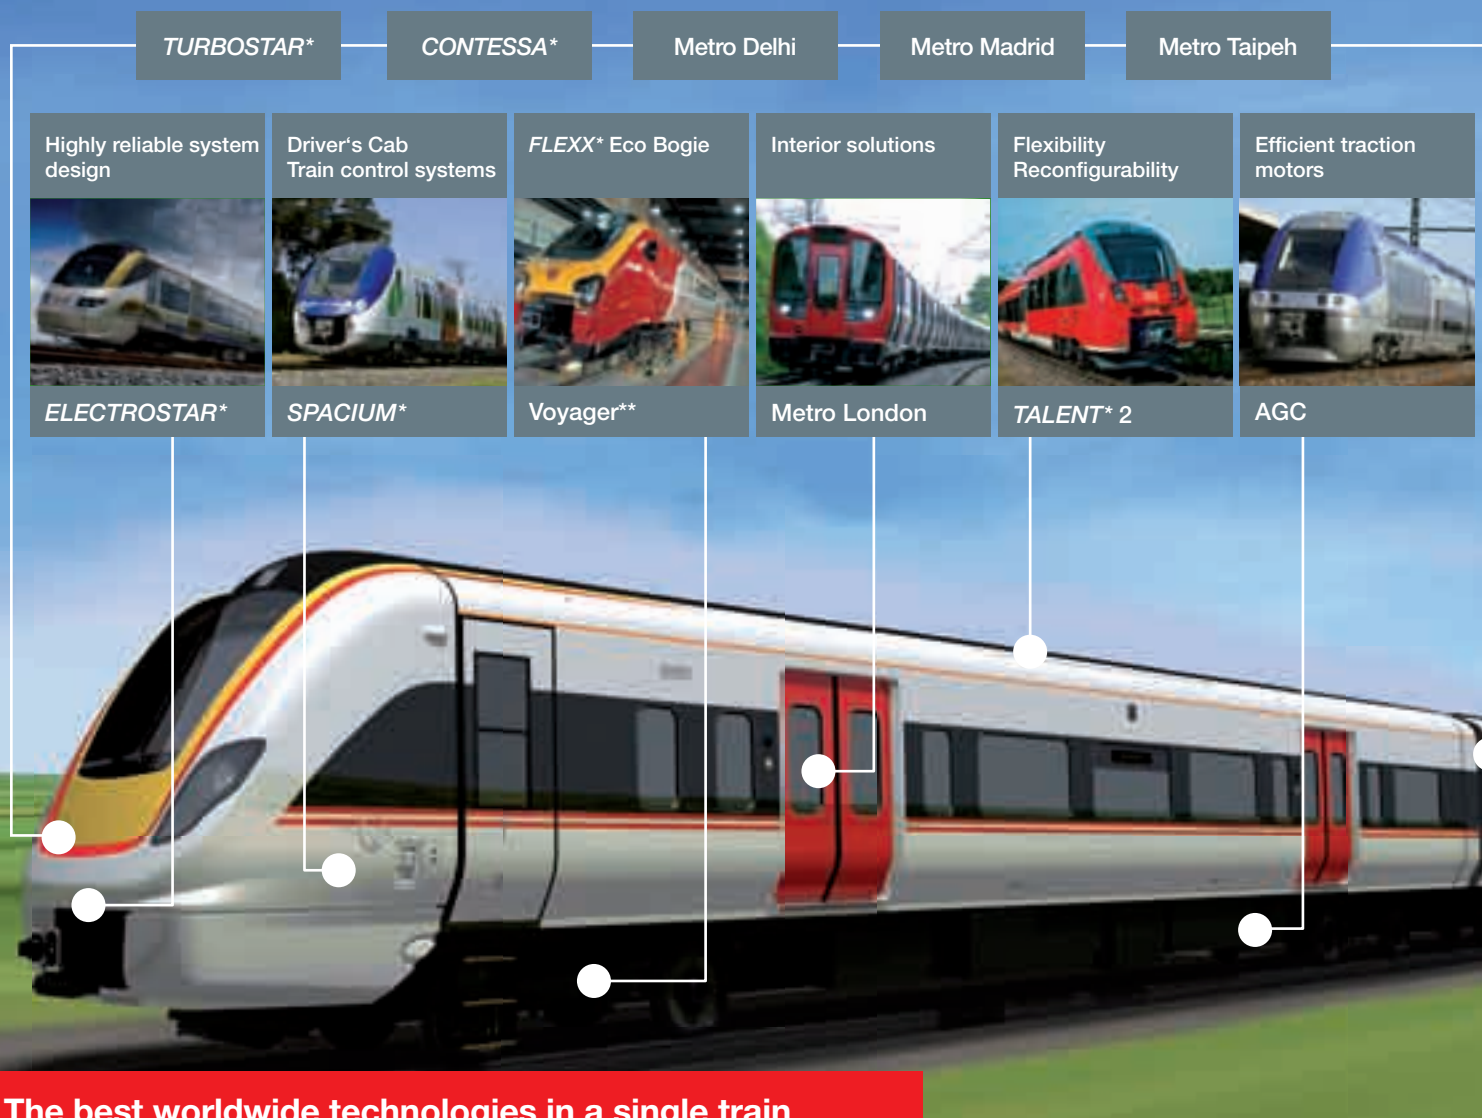 TURBOSTAR*
CONTESSA*
Metro Delhi
Metro Madrid
Metro Taipeh
Highly reliable system
design
ELECTROSTAR*
Driver‘s Cab
Train control systems
SPACIUM*
FLEXX* Eco Bogie
Voyager**
Interior solutions
Metro London
Flexibility
Reconfigurability
TALENT* 2
Efficient traction
motors
AGC
The best worldwide technologies in a single train